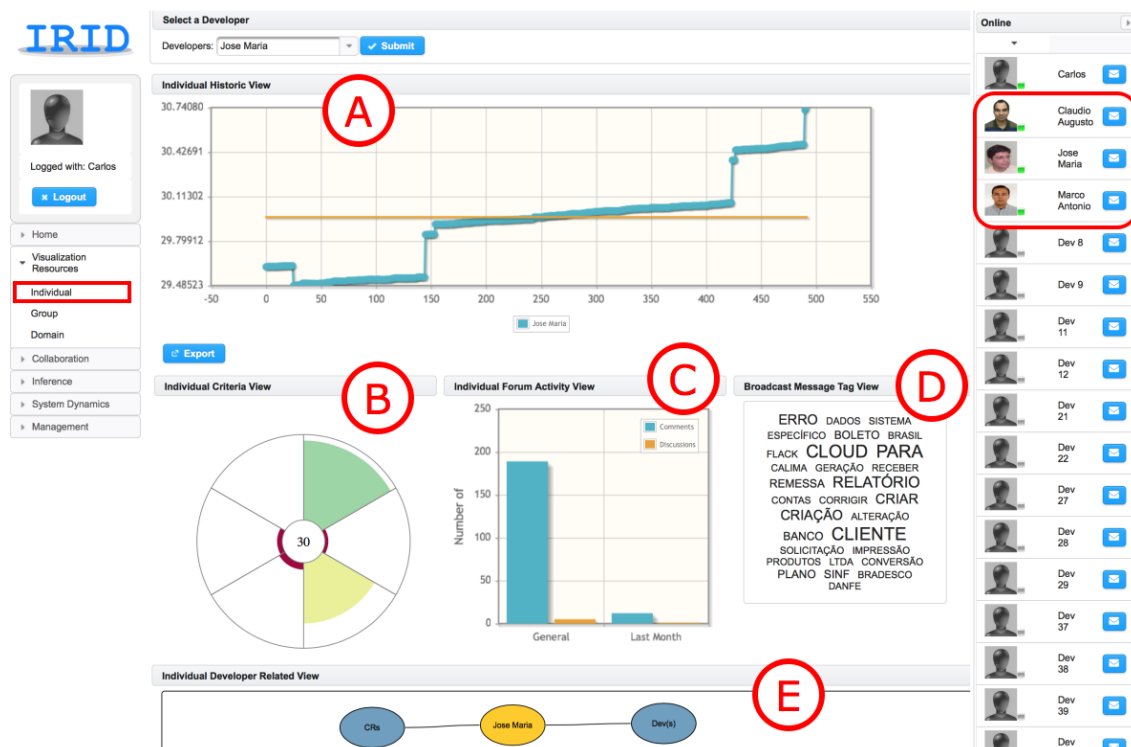 IRID
Logged with: Carlos
Logout
Home
Visualization
Resources
Individual
Group
Domain
Collaboration
Inference
System Dynamics
Management
Select a Developer
Developers: Jose Maria
Submit
Individual Historic View
A
30.74080
30.42691
30.11302
29.79912
29.48523
-50 0 50 100 150 200 250 300 350 400 450 500 550
Jose Maria
Export
Individual Criteria View
B
30
Individual Forum Activity View
C
250
200
150
100
50
0
Number of
Comments
Discussions
General Last Month
Broadcast Message Tag View
D
ERRO DADOS SISTEMA
ESPECÍFICO BOLETO BRASIL
FLACK CLOUD PARA
CALIMA GERAÇÃO RECEBER
REMESSA RELATÓRIO
CONTAS CORRIGIR CRIAR
CRIAÇÃO ALTERAÇÃO
BANCO CLIENTE
SOLICITAÇÃO IMPRESSÃO
PRODUTOS LTDA CONVERSÃO
PLANO SINF BRADESCO
DANFE
Individual Developer Related View
E
CRs Jose Maria Dev(s)
Online
Carlos
Claudio
Augusto
Jose
Maria
Marco
Antonio
Dev 8
Dev 9
Dev
11
Dev
12
Dev
21
Dev
22
Dev
27
Dev
28
Dev
29
Dev
37
Dev
38
Dev
39
Dev